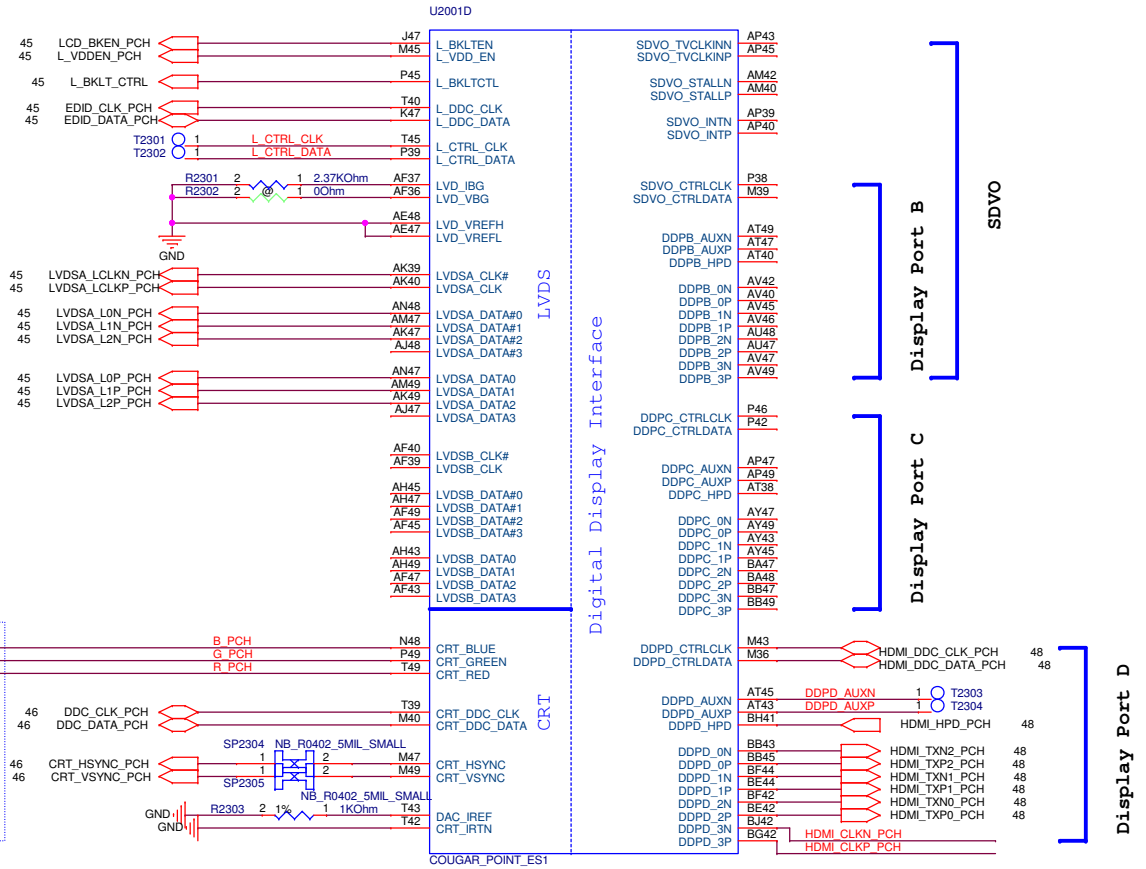 U2001D
45 LCD_BKEN_PCH J47 L_BKLTEN
45 L_VDDEN_PCH M45 L_VDD_EN
45 L_BKLT_CTRL P45 L_BKLTCTL
45 EDID_CLK_PCH T40 L_DDC_CLK
45 EDID_DATA_PCH K47 L_DDC_DATA
T2301 1 L_CTRL_CLK T45 L_CTRL_CLK
T2302 1 L_CTRL_DATA P39 L_CTRL_DATA
R2301 2 1 2.37KOhm AF37 LVD_IBG
R2302 2 @ 1 0Ohm AF36 LVD_VBG
AE48 LVD_VREFH
AE47 LVD_VREFL
GND
45 LVDSA_LCLKN_PCH AK39 LVDSA_CLK#
45 LVDSA_LCLKP_PCH AK40 LVDSA_CLK
45 LVDSA_L0N_PCH AN48 LVDSA_DATA#0
45 LVDSA_L1N_PCH AM47 LVDSA_DATA#1
45 LVDSA_L2N_PCH AK47 LVDSA_DATA#2
AJ48 LVDSA_DATA#3
45 LVDSA_L0P_PCH AN47 LVDSA_DATA0
45 LVDSA_L1P_PCH AM49 LVDSA_DATA1
45 LVDSA_L2P_PCH AK49 LVDSA_DATA2
AJ47 LVDSA_DATA3
AF40 LVDSB_CLK#
AF39 LVDSB_CLK
AH45 LVDSB_DATA#0
AH47 LVDSB_DATA#1
AF49 LVDSB_DATA#2
AF45 LVDSB_DATA#3
AH43 LVDSB_DATA0
AH49 LVDSB_DATA1
AF47 LVDSB_DATA2
AF43 LVDSB_DATA3
LVDS
B_PCH N48 CRT_BLUE
G_PCH P49 CRT_GREEN
R_PCH T49 CRT_RED
46 DDC_CLK_PCH T39 CRT_DDC_CLK
46 DDC_DATA_PCH M40 CRT_DDC_DATA
SP2304 NB_R0402_5MIL_SMALL
46 CRT_HSYNC_PCH 1 2 M47 CRT_HSYNC
46 CRT_VSYNC_PCH 1 2 M49 CRT_VSYNC
SP2305 NB_R0402_5MIL_SMALL
GND R2303 2 1% 1 1KOhm T43 DAC_IREF
GND T42 CRT_IRTN
CRT
COUGAR_POINT_ES1
Digital Display Interface
SDVO_TVCLKINN AP43
SDVO_TVCLKINP AP45
SDVO_STALLN AM42
SDVO_STALLP AM40
SDVO_INTN AP39
SDVO_INTP AP40
SDVO_CTRLCLK P38
SDVO_CTRLDATA M39
DDPB_AUXN AT49
DDPB_AUXP AT47
DDPB_HPD AT40
DDPB_0N AV42
DDPB_0P AV40
DDPB_1N AV45
DDPB_1P AV46
DDPB_2N AU48
DDPB_2P AU47
DDPB_3N AV47
DDPB_3P AV49
Display Port B
SDVO
DDPC_CTRLCLK P46
DDPC_CTRLDATA P42
DDPC_AUXN AP47
DDPC_AUXP AP49
DDPC_HPD AT38
DDPC_0N AY47
DDPC_0P AY49
DDPC_1N AY43
DDPC_1P AY45
DDPC_2N BA47
DDPC_2P BA48
DDPC_3N BB47
DDPC_3P BB49
Display Port C
DDPD_CTRLCLK M43 HDMI_DDC_CLK_PCH 48
DDPD_CTRLDATA M36 HDMI_DDC_DATA_PCH 48
DDPD_AUXN AT45 DDPD_AUXN 1 T2303
DDPD_AUXP AT43 DDPD_AUXP 1 T2304
DDPD_HPD BH41 HDMI_HPD_PCH 48
DDPD_0N BB43 HDMI_TXN2_PCH 48
DDPD_0P BB45 HDMI_TXP2_PCH 48
DDPD_1N BF44 HDMI_TXN1_PCH 48
DDPD_1P BE44 HDMI_TXP1_PCH 48
DDPD_2N BF42 HDMI_TXN0_PCH 48
DDPD_2P BE42 HDMI_TXP0_PCH 48
DDPD_3N BJ42 HDMI_CLKN_PCH
DDPD_3P BG42 HDMI_CLKP_PCH
Display Port D